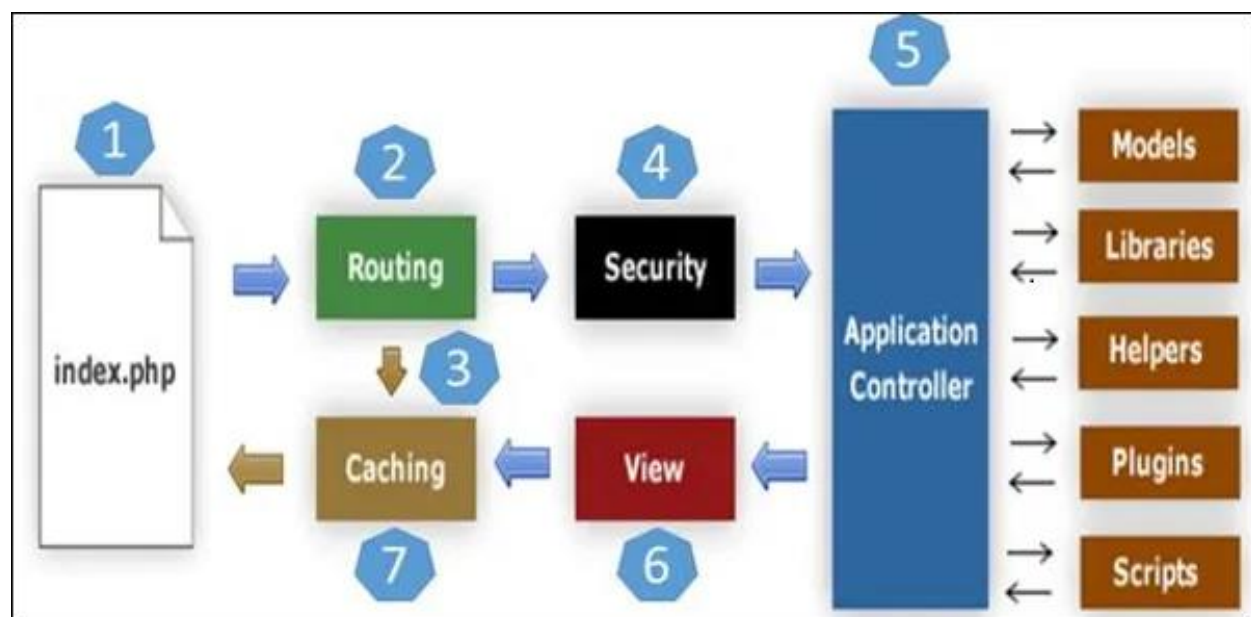 5
1
2
4
Models
Routing
Security
Libraries
index.php
3
Application
Controller
Helpers
Caching
View
Plugins
7
6
Scripts